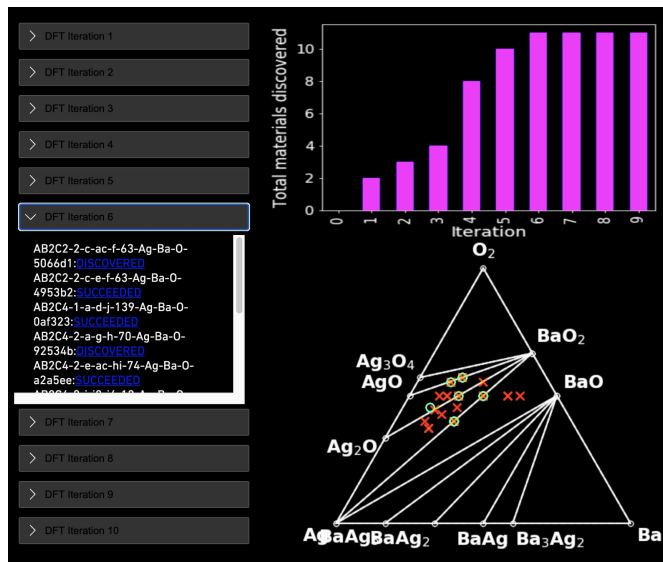 DFT Iteration 1
DFT Iteration 2
DFT Iteration 3
DFT Iteration 4
DFT Iteration 5
DFT Iteration 6
AB2C2-2-c-ac-f-63-Ag-Ba-O-
5066d1:DISCOVERED
AB2C2-2-c-e-f-63-Ag-Ba-O-
4953b2:SUCCEEDED
AB2C4-1-a-d-j-139-Ag-Ba-O-
0af323:SUCCEEDED
AB2C4-2-a-g-h-70-Ag-Ba-O-
92534b:DISCOVERED
AB2C4-2-e-ac-hi-74-Ag-Ba-O-
a2a5ee:SUCCEEDED
DFT Iteration 7
DFT Iteration 8
DFT Iteration 9
DFT Iteration 10
Total materials discovered
10
8
6
4
2
0
0 1 2 3 4 5 6 7 8 9
Iteration
O₂
BaO₂
Ag₃O₄
AgO
BaO
Ag₂O
Ag
BaAg₂
BaAg
Ba₃Ag₂
Ba